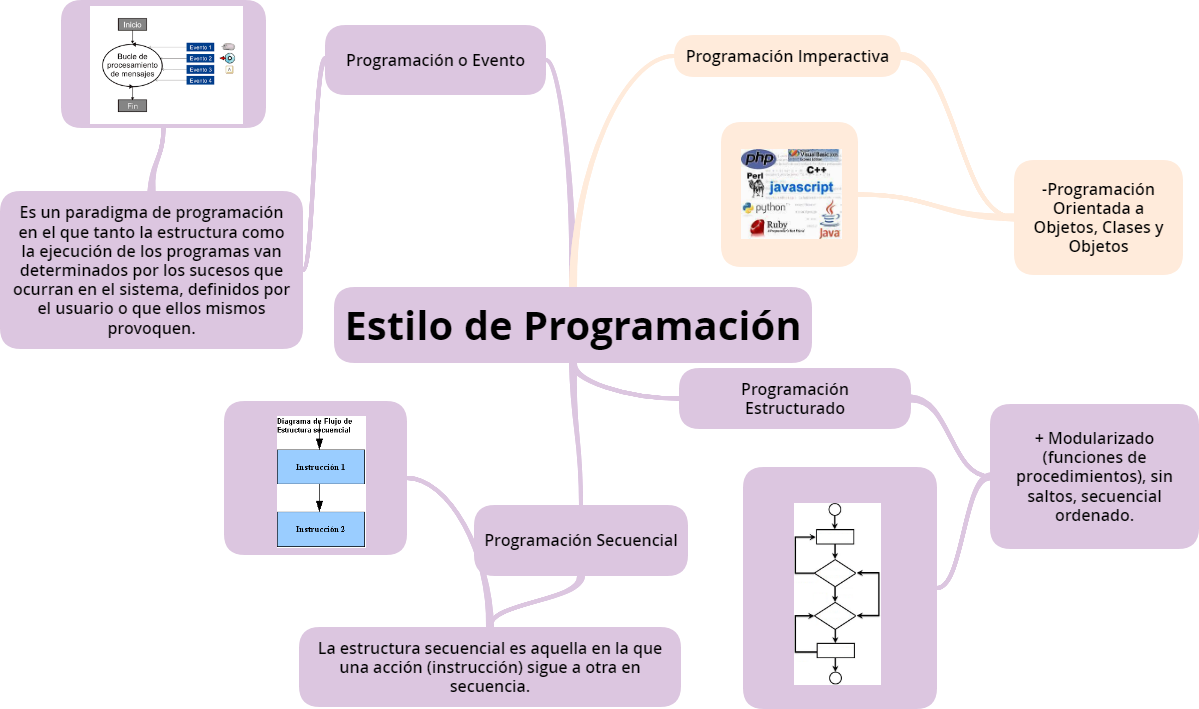 Inicio
Bucle de
procesamiento
de mensajes
Evento 1
Evento 2
Evento 3
Evento 4
Fin
Programación o Evento
Es un paradigma de programación
en el que tanto la estructura como
la ejecución de los programas van
determinados por los sucesos que
ocurran en el sistema, definidos por
el usuario o que ellos mismos
provoquen.
Programación Imperactiva
php
Visual Basic
C++
Perl
javascript
python
Ruby
Java
-Programación
Orientada a
Objetos, Clases y
Objetos
Estilo de Programación
Programación
Estructurado
+ Modularizado
(funciones de
procedimientos), sin
saltos, secuencial
ordenado.
Diagrama de Flujo de
Estructura secuencial
Instrucción 1
Instrucción 2
Programación Secuencial
La estructura secuencial es aquella en la que
una acción (instrucción) sigue a otra en
secuencia.